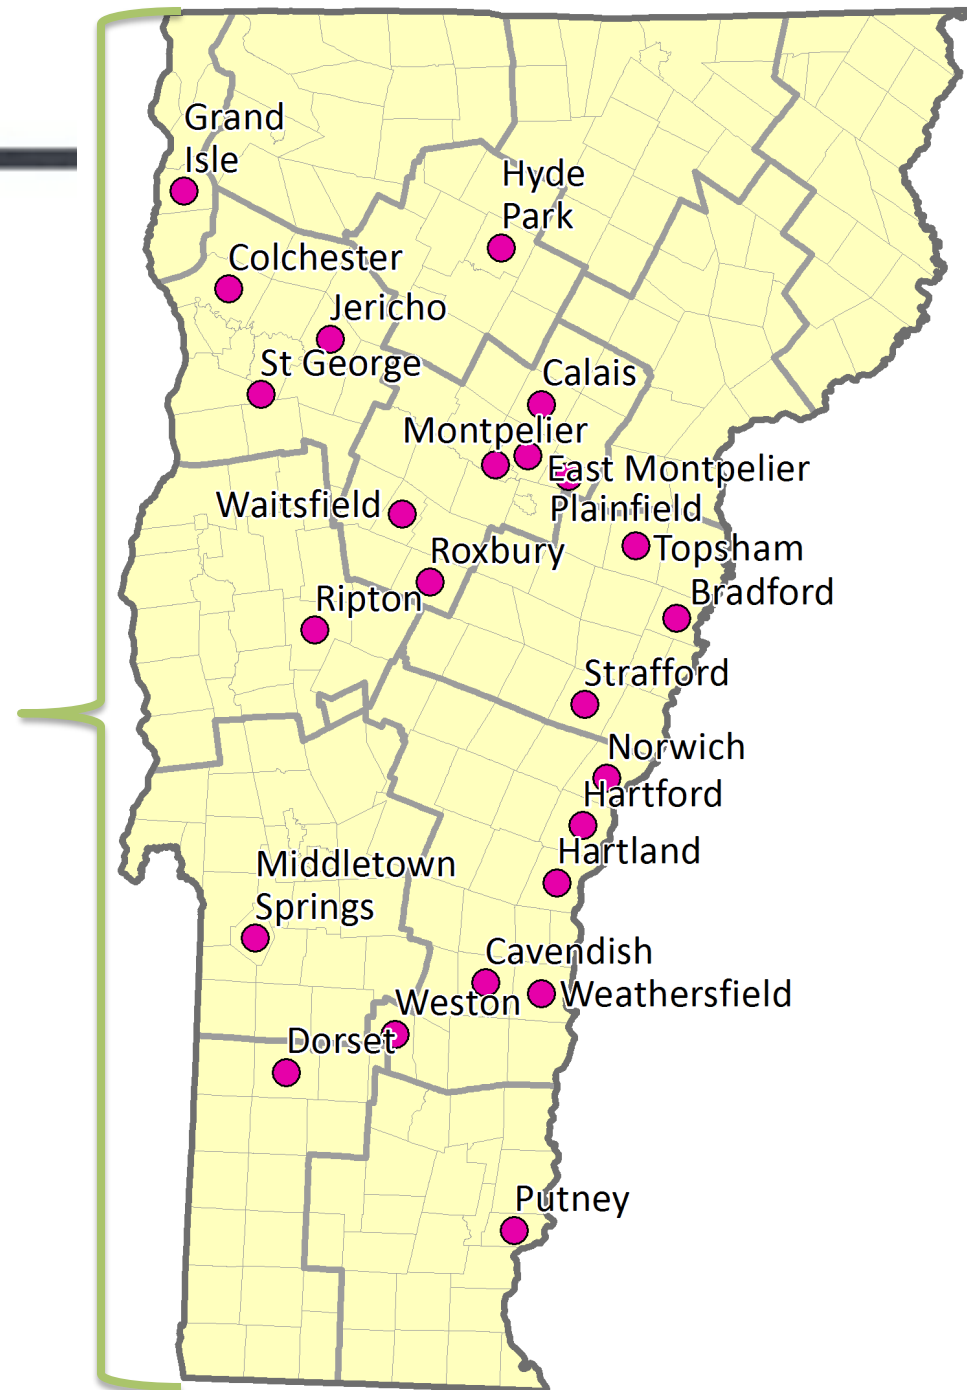 Grand
Isle
Hyde
Park
Colchester
Jericho
St George
Calais
Montpelier
East Montpelier
Waitsfield
Plainfield
Topsham
Roxbury
Bradford
Ripton
Strafford
Norwich
Hartford
Hartland
Middletown
Springs
Cavendish
Weathersfield
Weston
Dorset
Putney